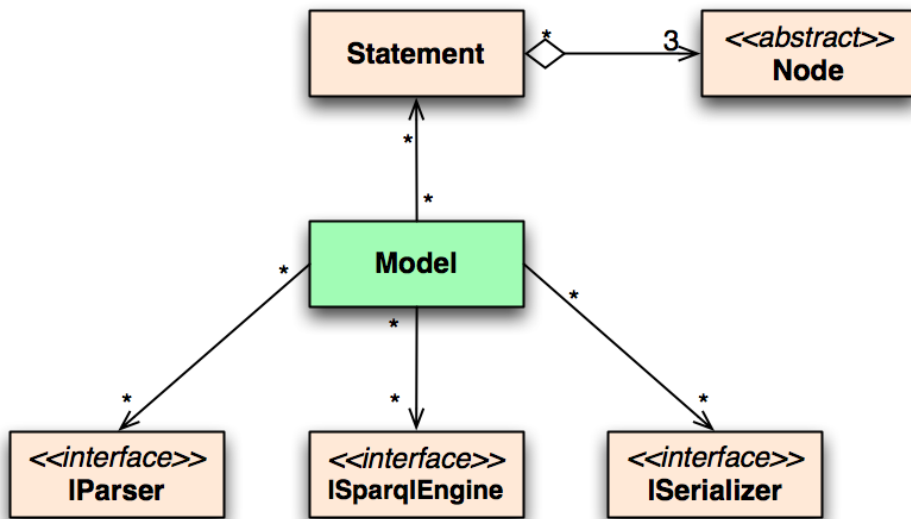 Statement
* 3
<<abstract>>
Node
*
*
Model
*
*
*
*
*
*
<<interface>>
IParser
<<interface>>
ISparqlEngine
<<interface>>
ISerializer